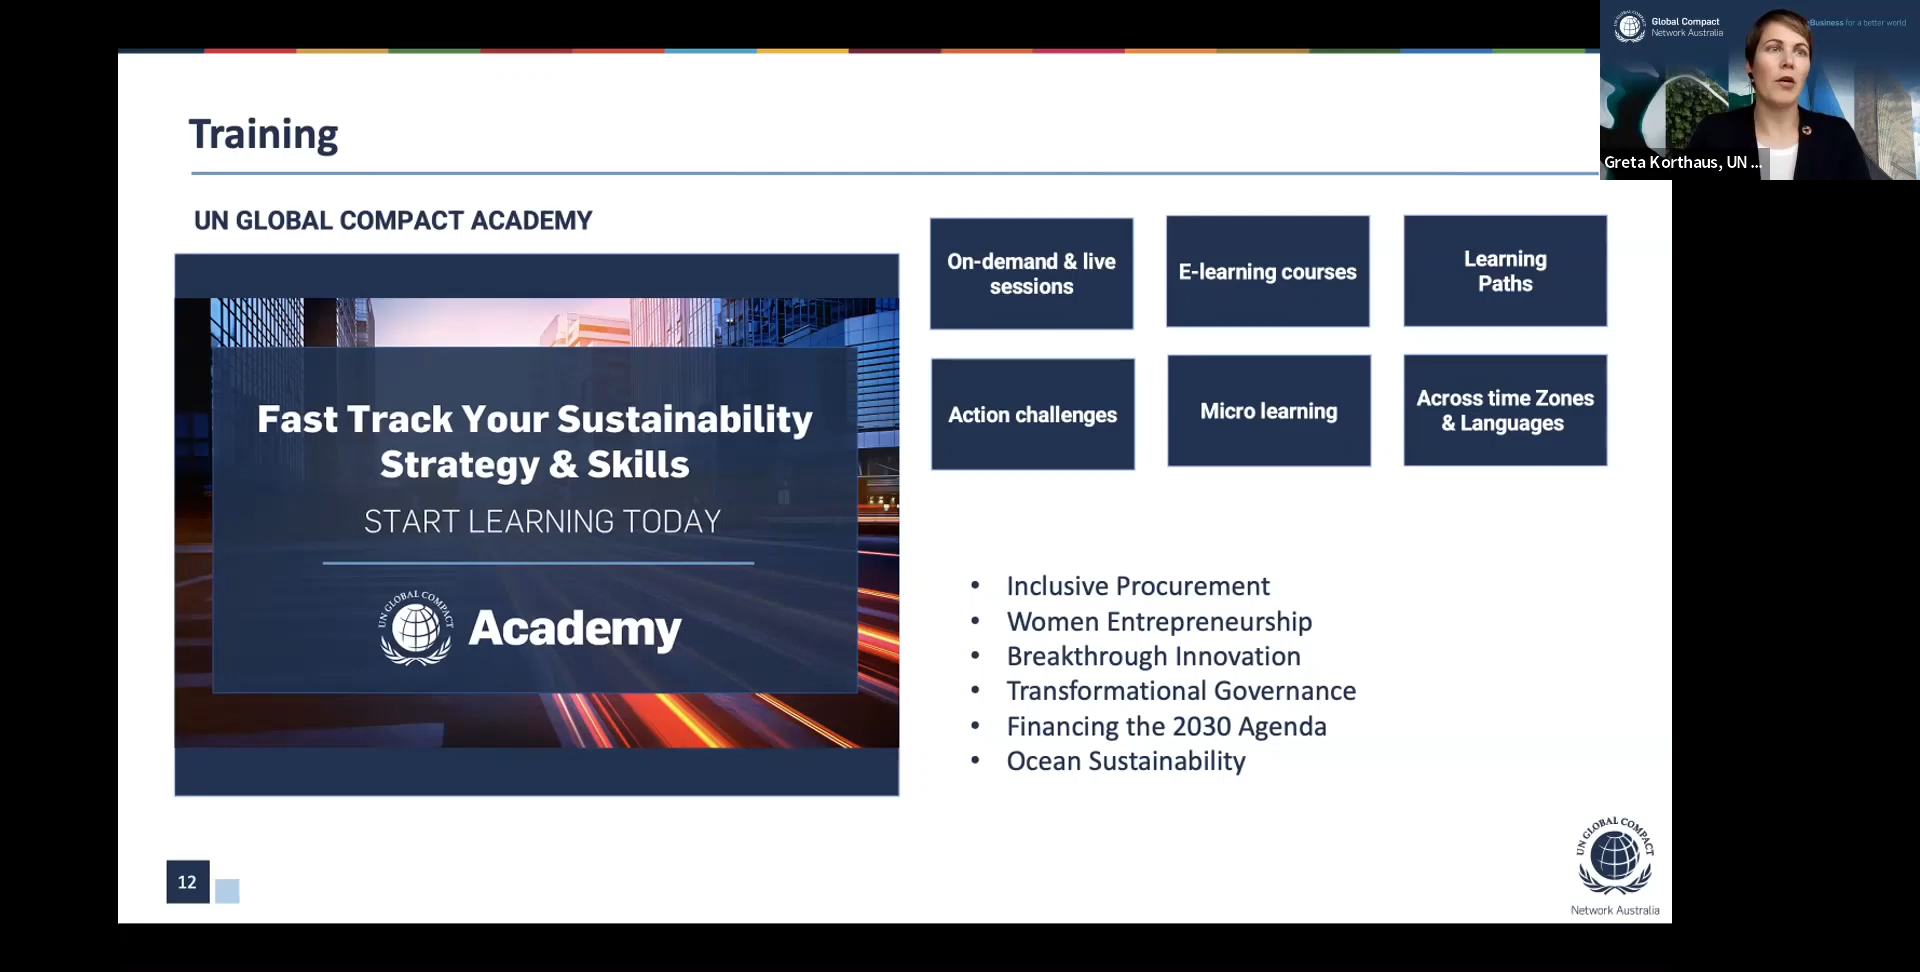 Training
UN GLOBAL COMPACT ACADEMY
Fast Track Your Sustainability
Strategy & Skills
START LEARNING TODAY
UN GLOBAL COMPACT
Academy
On-demand & live
sessions
E-learning courses
Learning
Paths
Action challenges
Micro learning
Across time Zones
& Languages
• Inclusive Procurement
• Women Entrepreneurship
• Breakthrough Innovation
• Transformational Governance
• Financing the 2030 Agenda
• Ocean Sustainability
12
UN GLOBAL COMPACT
Network Australia
Global Compact
Network Australia
Business for a better world
Greta Korthaus, UN ...